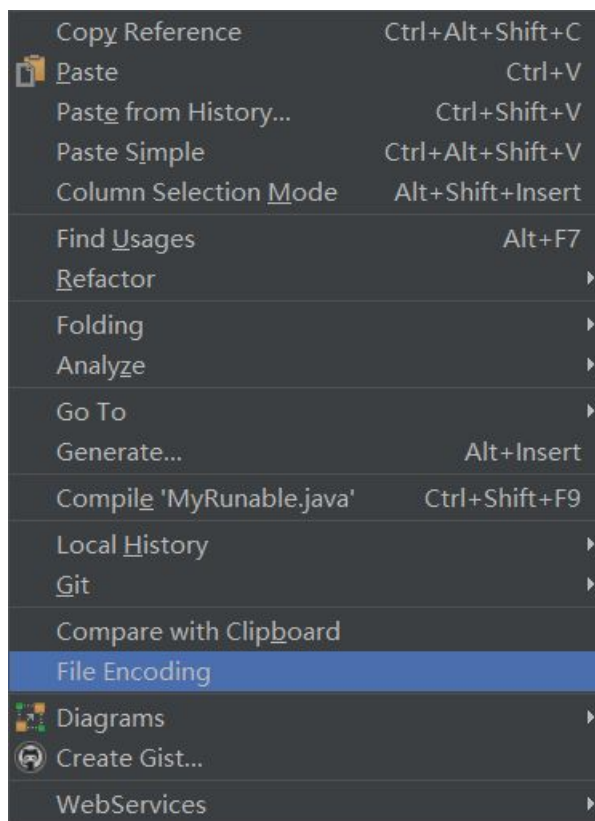 Copy Reference Ctrl+Alt+Shift+C
Paste Ctrl+V
Paste from History... Ctrl+Shift+V
Paste Simple Ctrl+Alt+Shift+V
Column Selection Mode Alt+Shift+Insert
Find Usages Alt+F7
Refactor
Folding
Analyze
Go To
Generate... Alt+Insert
Compile 'MyRunable.java' Ctrl+Shift+F9
Local History
Git
Compare with Clipboard
File Encoding
Diagrams
Create Gist...
WebServices